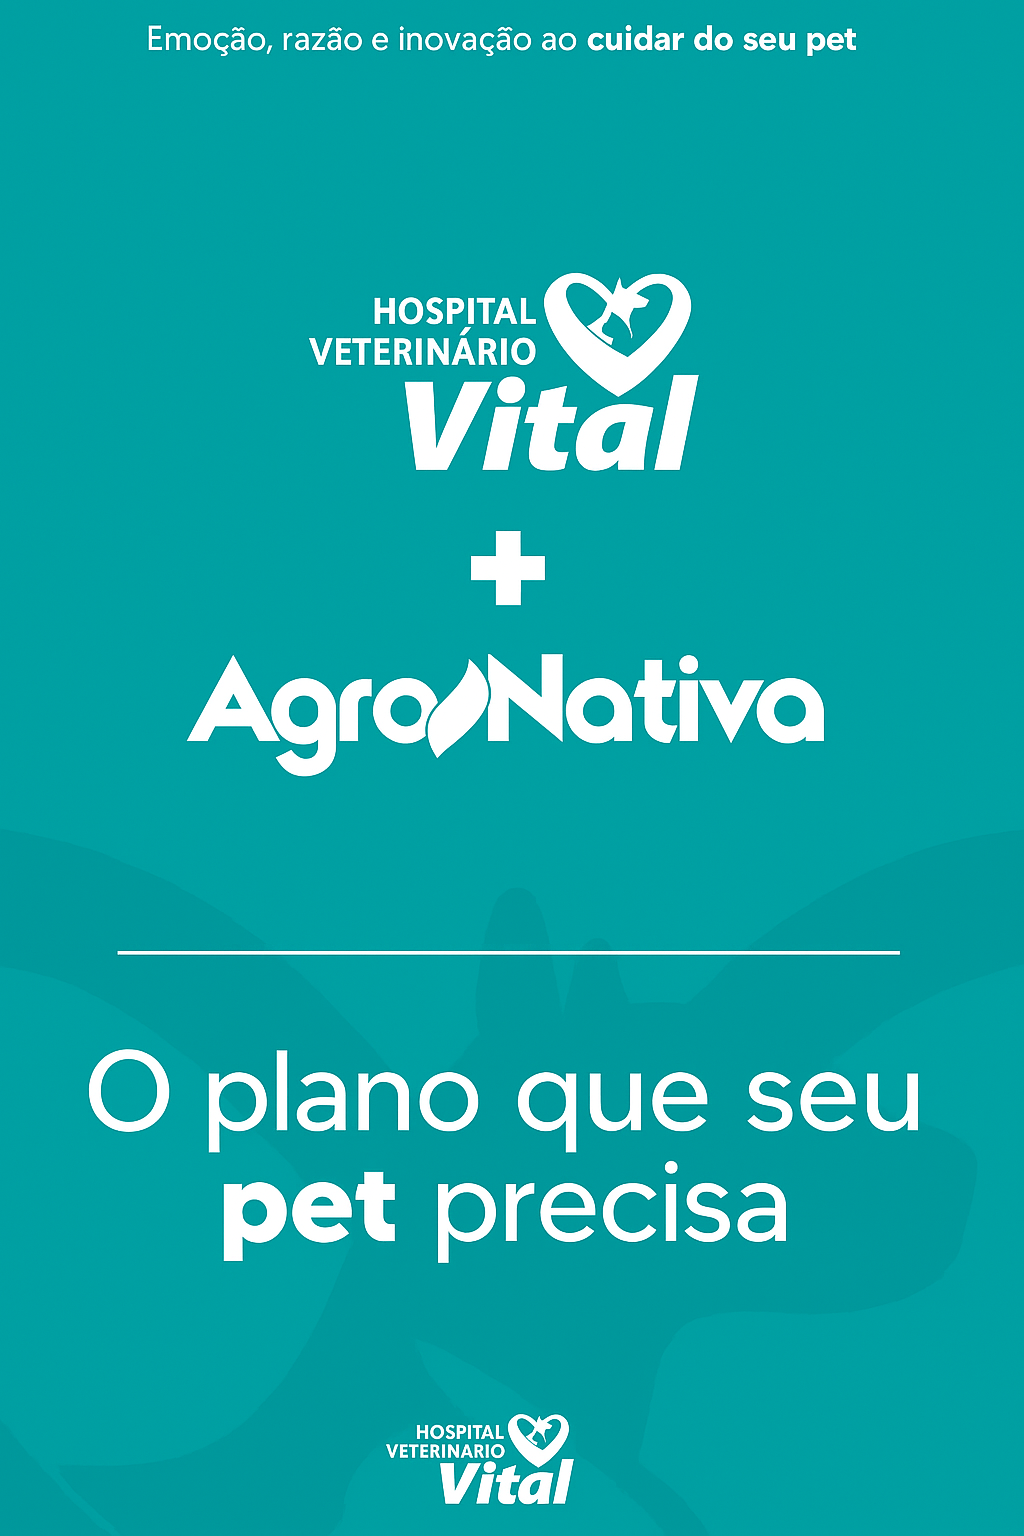 Emoção, razão e inovação ao cuidar do seu pet
HOSPITAL
VETERINÁRIO
Vital
+
AgroNativa
O plano que seu
pet precisa
HOSPITAL
VETERINARIO
Vital